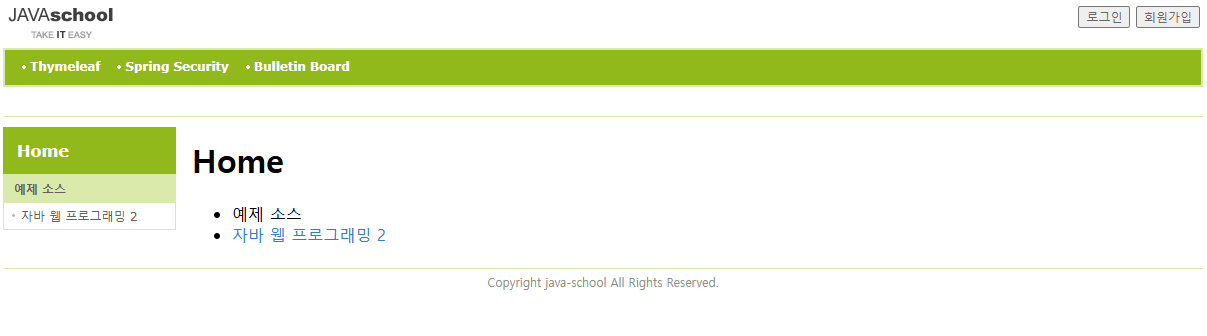 JAVAschool
TAKE IT EASY
로그인 회원가입
Thymeleaf Spring Security Bulletin Board
Home
예제 소스
자바 웹 프로그래밍 2
Home
예제 소스
자바 웹 프로그래밍 2
Copyright java-school All Rights Reserved.